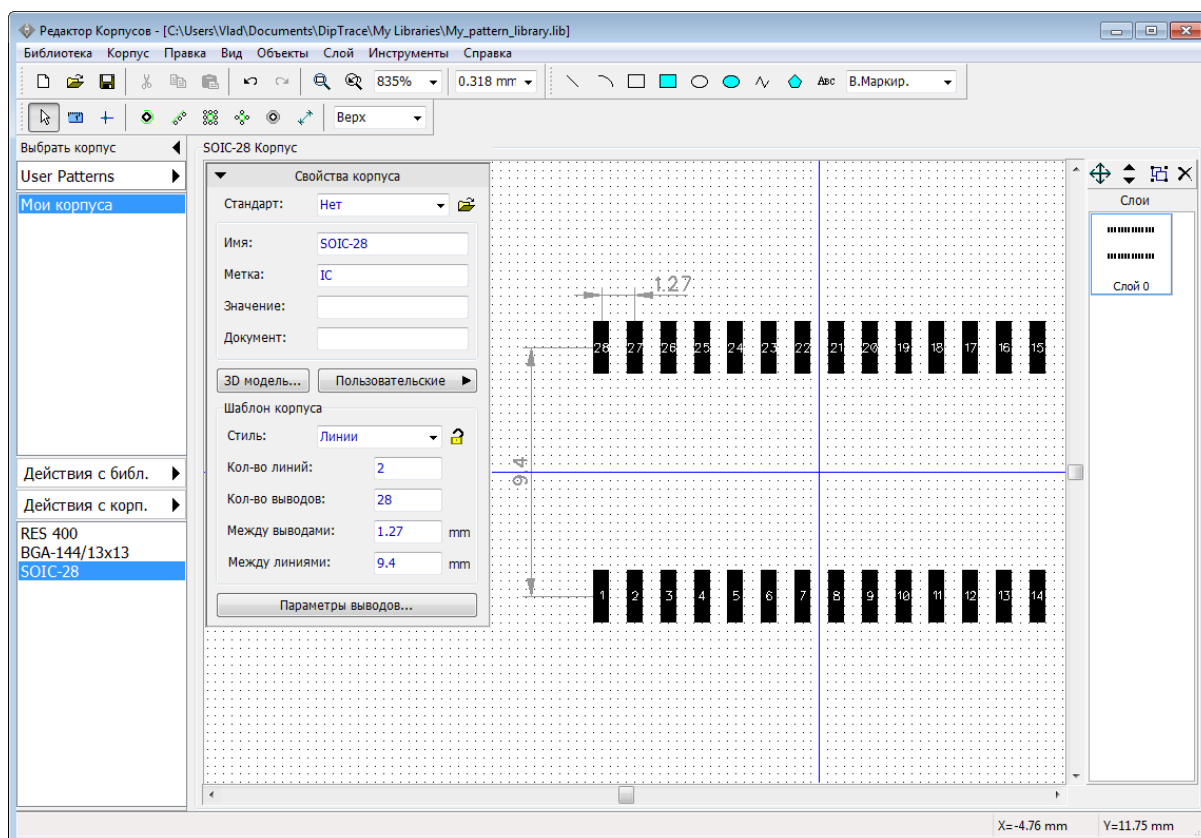 Редактор Корпусов - [C:\Users\Vlad\Documents\DipTrace\My Libraries\My_pattern_library.lib]
Библиотека Корпус Правка Вид Объекты Слой Инструменты Справка
835% 0.318 mm ABC В.Маркир.
Верх
Выбрать корпус
User Patterns
Мои корпуса
Действия с библ.
Действия с корп.
RES 400
BGA-144/13x13
SOIC-28
SOIC-28 Корпус
Свойства корпуса
Стандарт: Нет
Имя: SOIC-28
Метка: IC
Значение:
Документ:
3D модель... Пользовательские
Шаблон корпуса
Стиль: Линии
Кол-во линий: 2
Кол-во выводов: 28
Между выводами: 1.27 mm
Между линиями: 9.4 mm
Параметры выводов...
1.27
28 27 26 25 24 23 22 21 20 19 18 17 16 15
9.4
1 2 3 4 5 6 7 8 9 10 11 12 13 14
Слои
Слой 0
X=-4.76 mm Y=11.75 mm